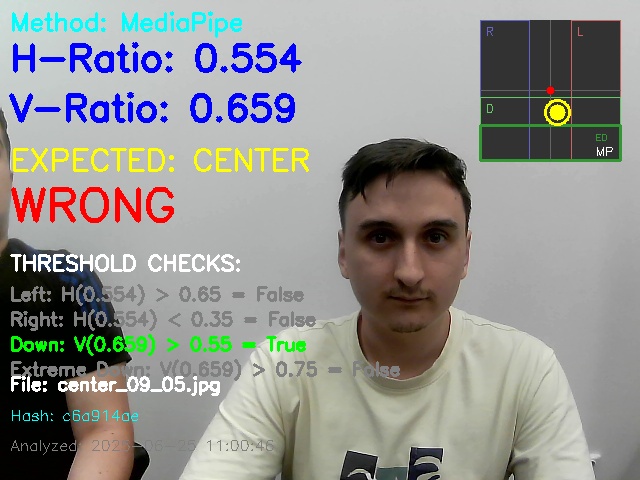 Method: MediaPipe
H-Ratio: 0.554
V-Ratio: 0.659
EXPECTED: CENTER
WRONG
THRESHOLD CHECKS:
Left: H(0.554) > 0.65 = False
Right: H(0.554) < 0.35 = False
Down: V(0.659) > 0.55 = True
Extreme Down: V(0.659) > 0.75 = False
File: center_09_05.jpg
Hash: c6a914ae
Analyzed: 2025-06-25 11:00:46
R L
D
ED
MP